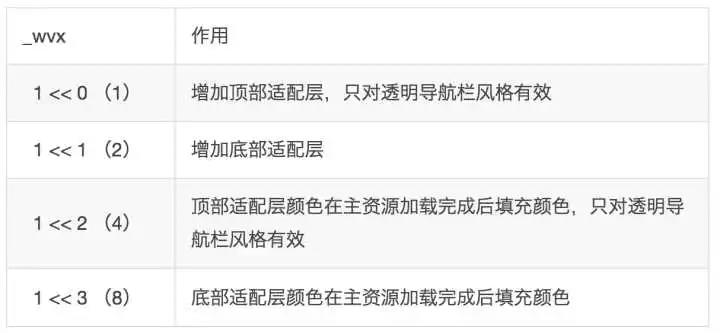 _wvx 作用
1 << 0 （1） 增加顶部适配层，只对透明导航栏风格有效
1 << 1 （2） 增加底部适配层
1 << 2 （4） 顶部适配层颜色在主资源加载完成后填充颜色，只对透明导
航栏风格有效
1 << 3 （8） 底部适配层颜色在主资源加载完成后填充颜色